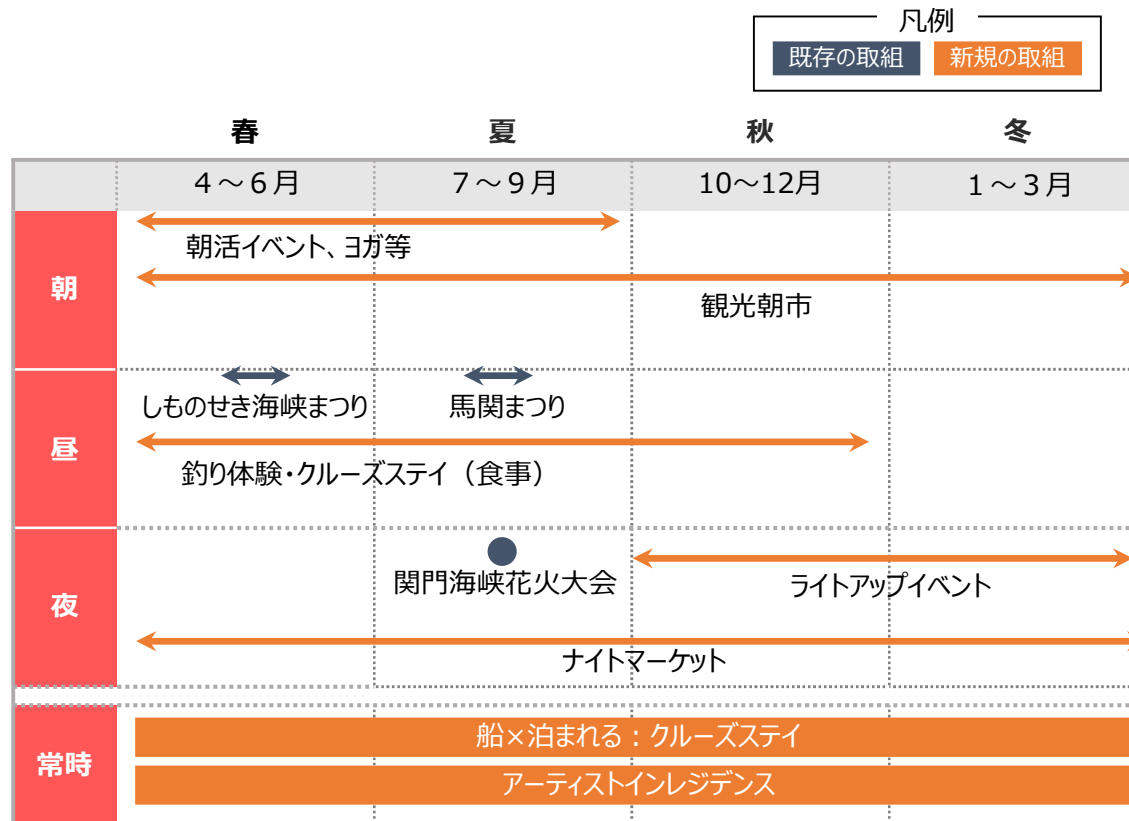 凡例
既存の取組
新規の取組
春
夏
秋
冬
4～6月
7～9月
10～12月
1～3月
朝
朝活イベント、ヨガ等
観光朝市
昼
しものせき海峡まつり
馬関まつり
釣り体験・クルーズステイ（食事）
夜
関門海峡花火大会
ライトアップイベント
ナイトマーケット
常時
船×泊まれる：クルーズステイ
アーティストインレジデンス